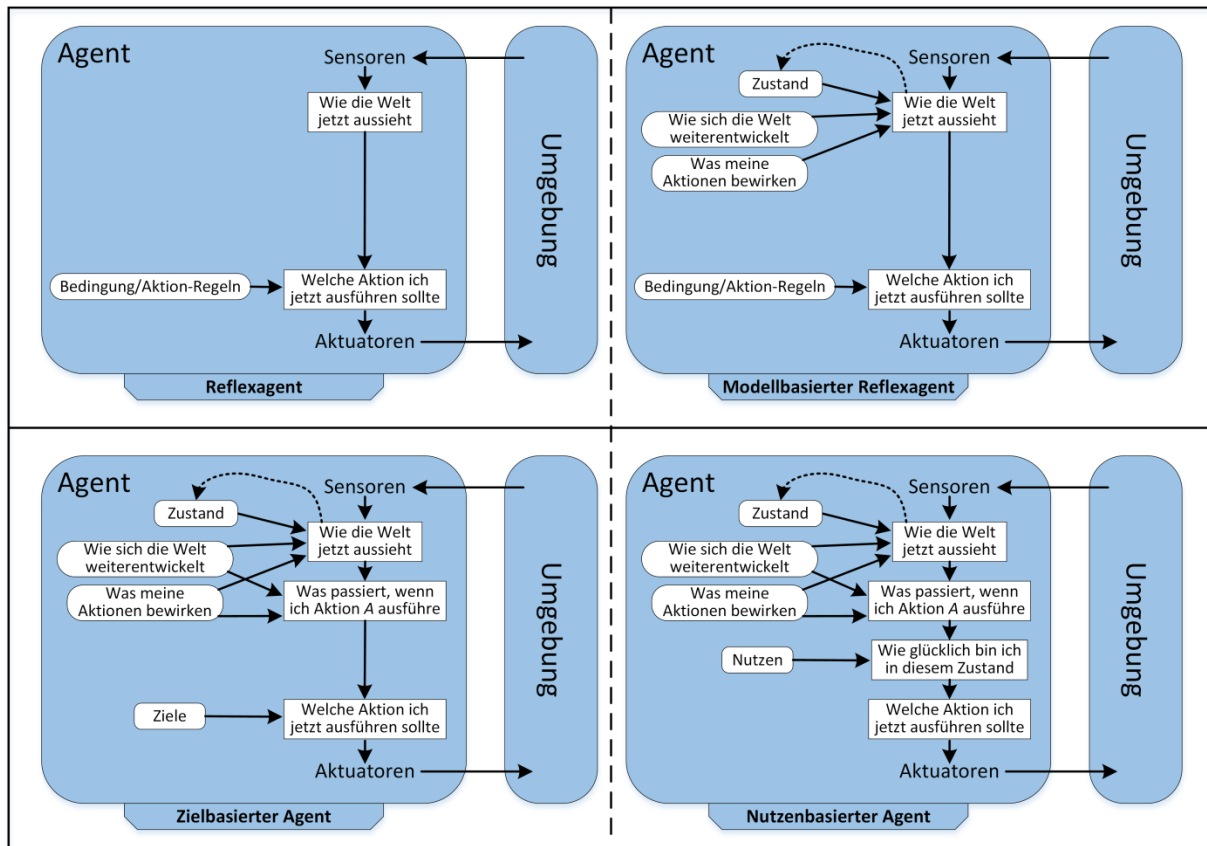 Agent
Sensoren
Wie die Welt
jetzt aussieht
Bedingung/Aktion-Regeln
Welche Aktion ich
jetzt ausführen sollte
Aktuatoren
Umgebung
Reflexagent
Agent
Sensoren
Zustand
Wie die Welt
jetzt aussieht
Wie sich die Welt
weiterentwickelt
Was meine
Aktionen bewirken
Bedingung/Aktion-Regeln
Welche Aktion ich
jetzt ausführen sollte
Aktuatoren
Umgebung
Modellbasierter Reflexagent
Agent
Sensoren
Zustand
Wie die Welt
jetzt aussieht
Wie sich die Welt
weiterentwickelt
Was meine
Aktionen bewirken
Was passiert, wenn
ich Aktion A ausführe
Ziele
Welche Aktion ich
jetzt ausführen sollte
Aktuatoren
Umgebung
Zielbasierter Agent
Agent
Sensoren
Zustand
Wie die Welt
jetzt aussieht
Wie sich die Welt
weiterentwickelt
Was meine
Aktionen bewirken
Was passiert, wenn
ich Aktion A ausführe
Nutzen
Wie glücklich bin ich
in diesem Zustand
Welche Aktion ich
jetzt ausführen sollte
Aktuatoren
Umgebung
Nutzenbasierter Agent